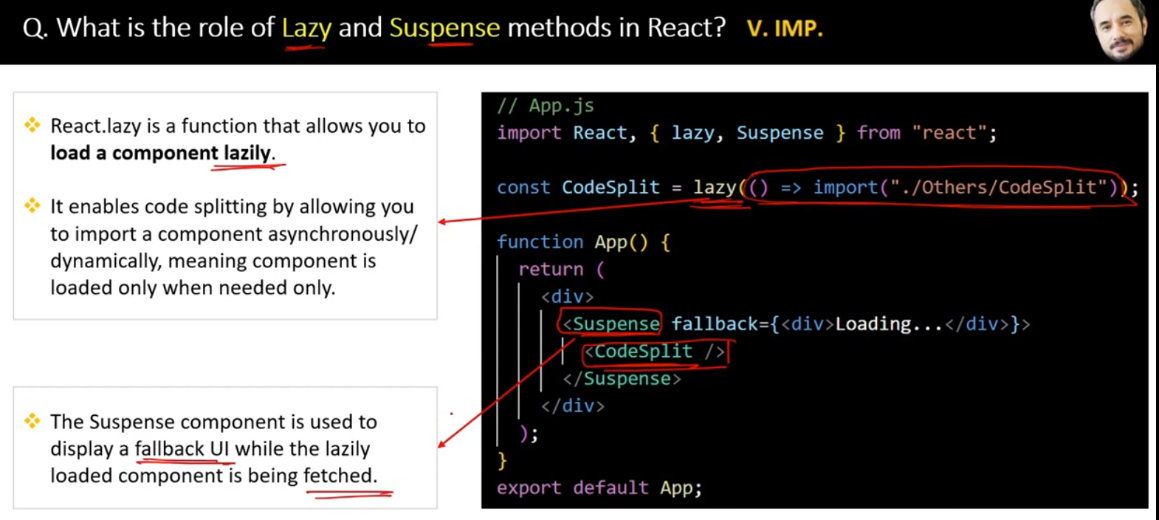 Q. What is the role of Lazy and Suspense methods in React? V. IMP.
React.lazy is a function that allows you to
load a component lazily.
It enables code splitting by allowing you
to import a component asynchronously/
dynamically, meaning component is
loaded only when needed only.
The Suspense component is used to
display a fallback UI while the lazily
loaded component is being fetched.
// App.js
import React, { lazy, Suspense } from "react";
const CodeSplit = lazy(() => import("./Others/CodeSplit"));
function App() {
return (
<div>
<Suspense fallback={<div>Loading...</div>}>
<CodeSplit />
</Suspense>
</div>
);
}
export default App;